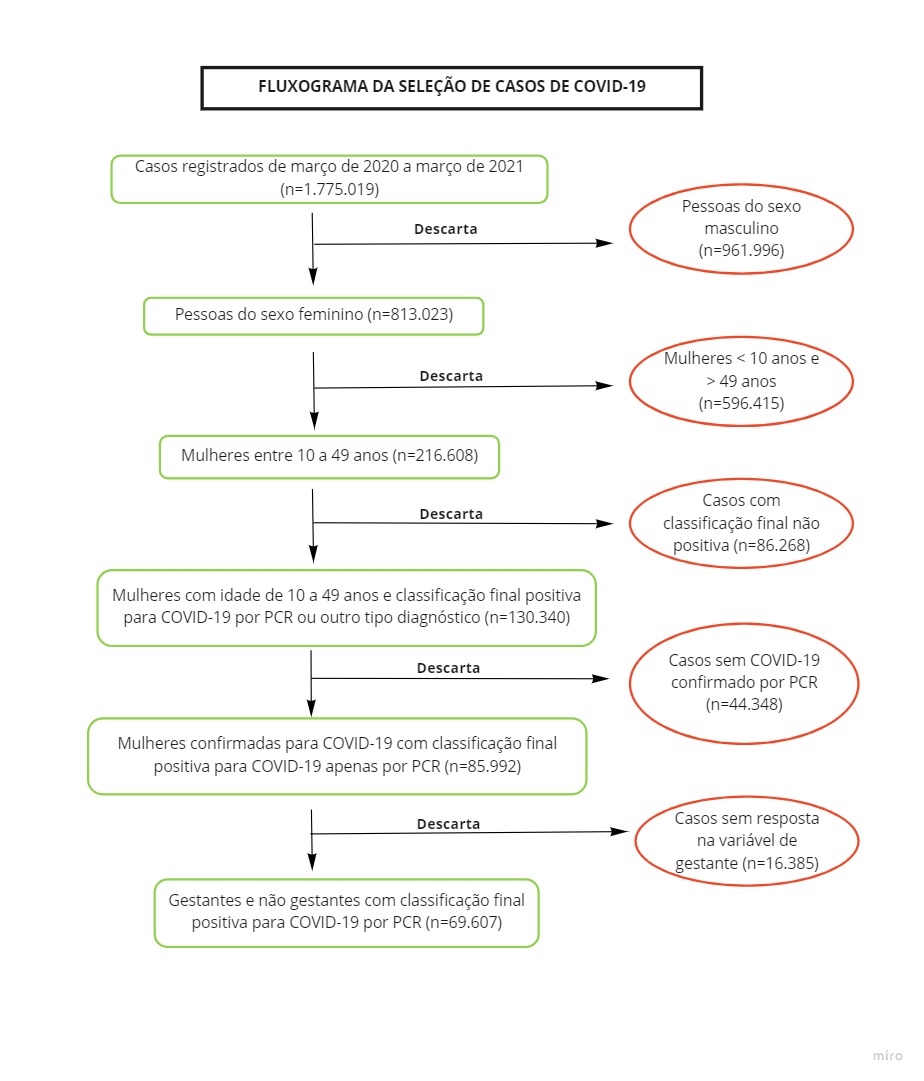 FLUXOGRAMA DA SELEÇÃO DE CASOS DE COVID-19
Casos registrados de março de 2020 a março de 2021
(n=1.775.019)
Descarta
Pessoas do sexo
masculino
(n=961.996)
Pessoas do sexo feminino (n=813.023)
Descarta
Mulheres < 10 anos e
> 49 anos
(n=596.415)
Mulheres entre 10 a 49 anos (n=216.608)
Descarta
Casos com
classificação final não
positiva (n=86.268)
Mulheres com idade de 10 a 49 anos e classificação final positiva
para COVID-19 por PCR ou outro tipo diagnóstico (n=130.340)
Descarta
Casos sem COVID-19
confirmado por PCR
(n=44.348)
Mulheres confirmadas para COVID-19 com classificação final
positiva para COVID-19 apenas por PCR (n=85.992)
Descarta
Casos sem resposta
na variável de
gestante (n=16.385)
Gestantes e não gestantes com classificação final
positiva para COVID-19 por PCR (n=69.607)
miro